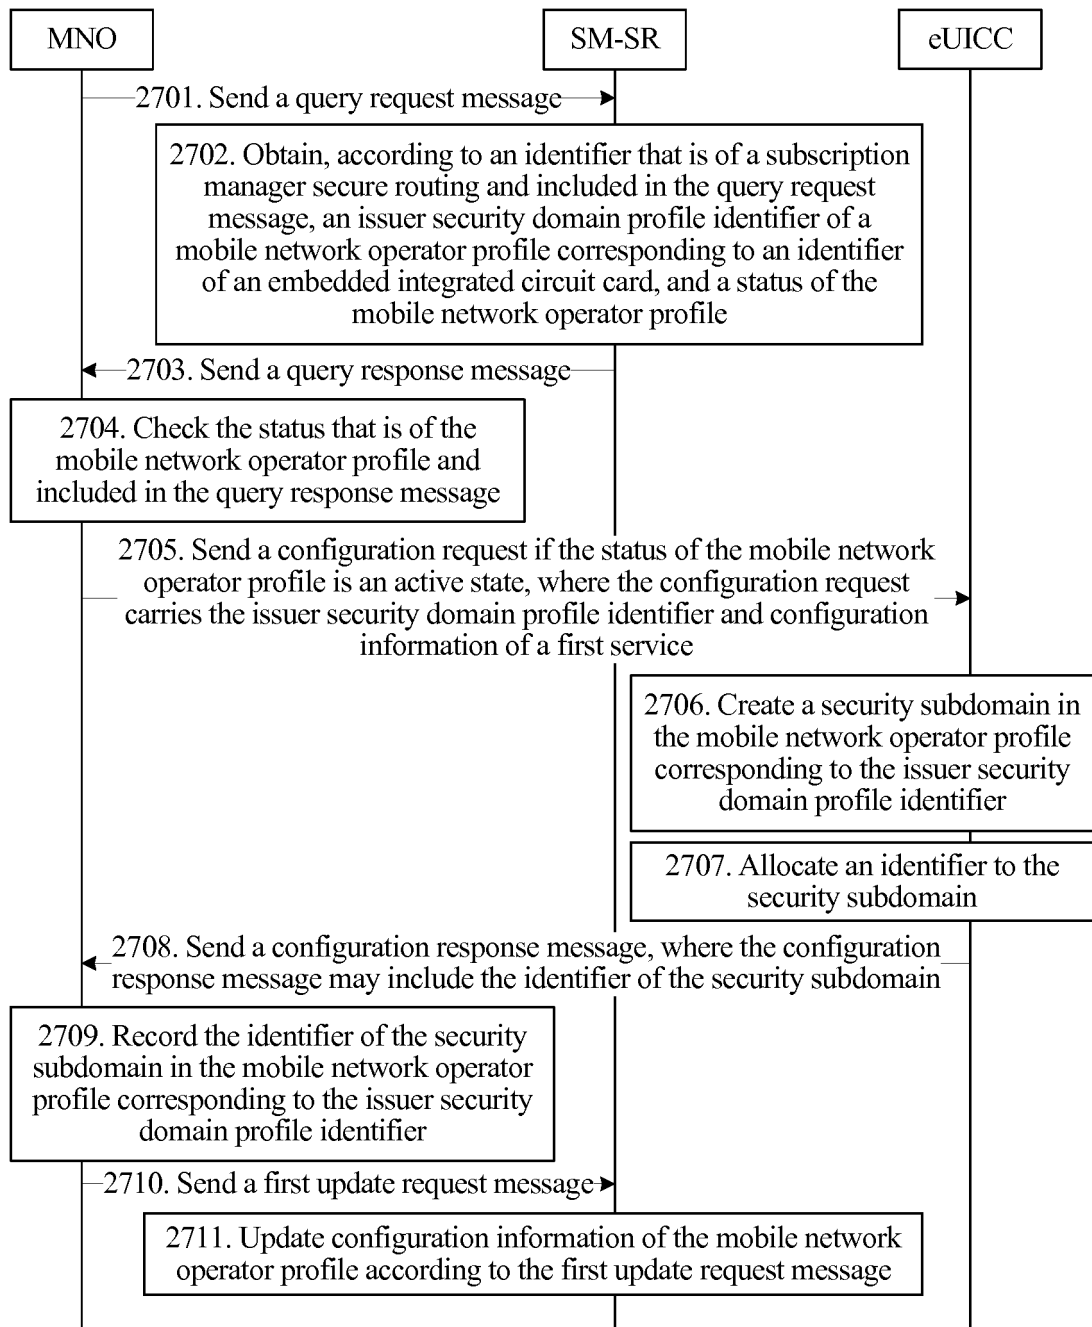 MNO
SM-SR
eUICC
2701. Send a query request message
2702. Obtain, according to an identifier that is of a subscription
manager secure routing and included in the query request
message, an issuer security domain profile identifier of a
mobile network operator profile corresponding to an identifier
of an embedded integrated circuit card, and a status of the
mobile network operator profile
2703. Send a query response message
2704. Check the status that is of the
mobile network operator profile and
included in the query response message
2705. Send a configuration request if the status of the mobile network
operator profile is an active state, where the configuration request
carries the issuer security domain profile identifier and configuration
information of a first service
2706. Create a security subdomain in
the mobile network operator profile
corresponding to the issuer security
domain profile identifier
2707. Allocate an identifier to the
security subdomain
2708. Send a configuration response message, where the configuration
response message may include the identifier of the security subdomain
2709. Record the identifier of the security
subdomain in the mobile network operator
profile corresponding to the issuer security
domain profile identifier
2710. Send a first update request message
2711. Update configuration information of the mobile network
operator profile according to the first update request message